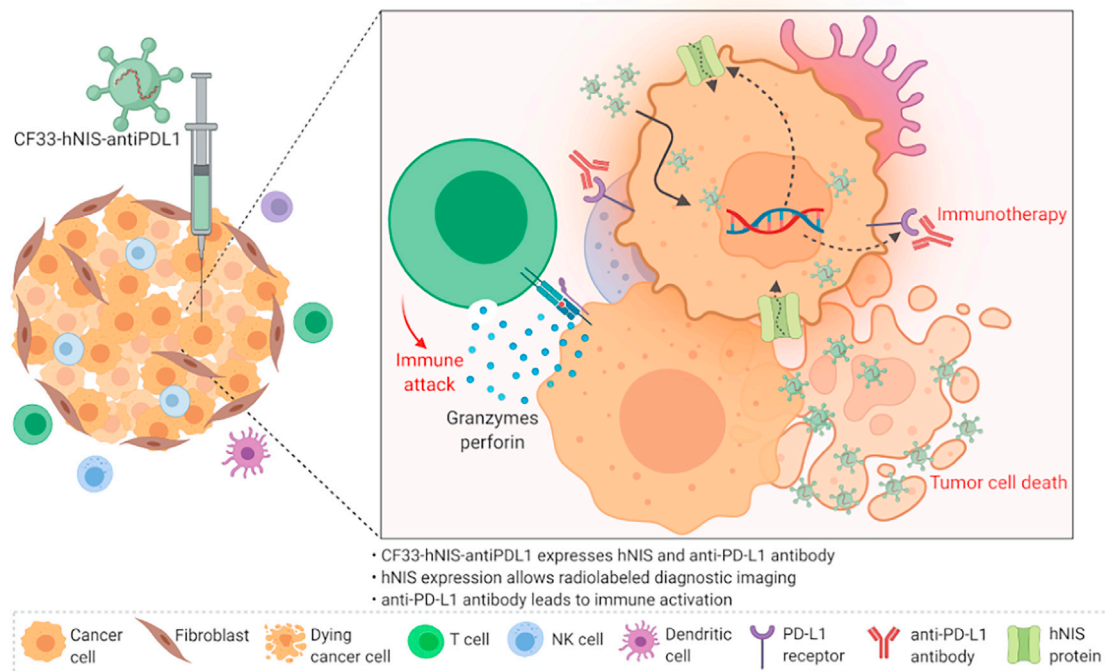 CF33-hNIS-antiPDL1
Immunotherapy
Immune
attack
Granzymes
perforin
Tumor cell death
• CF33-hNIS-antiPDL1 expresses hNIS and anti-PD-L1 antibody
• hNIS expression allows radiolabeled diagnostic imaging
• anti-PD-L1 antibody leads to immune activation
Cancer
cell
Fibroblast
Dying
cancer cell
T cell
NK cell
Dendritic
cell
PD-L1
receptor
anti-PD-L1
antibody
hNIS
protein